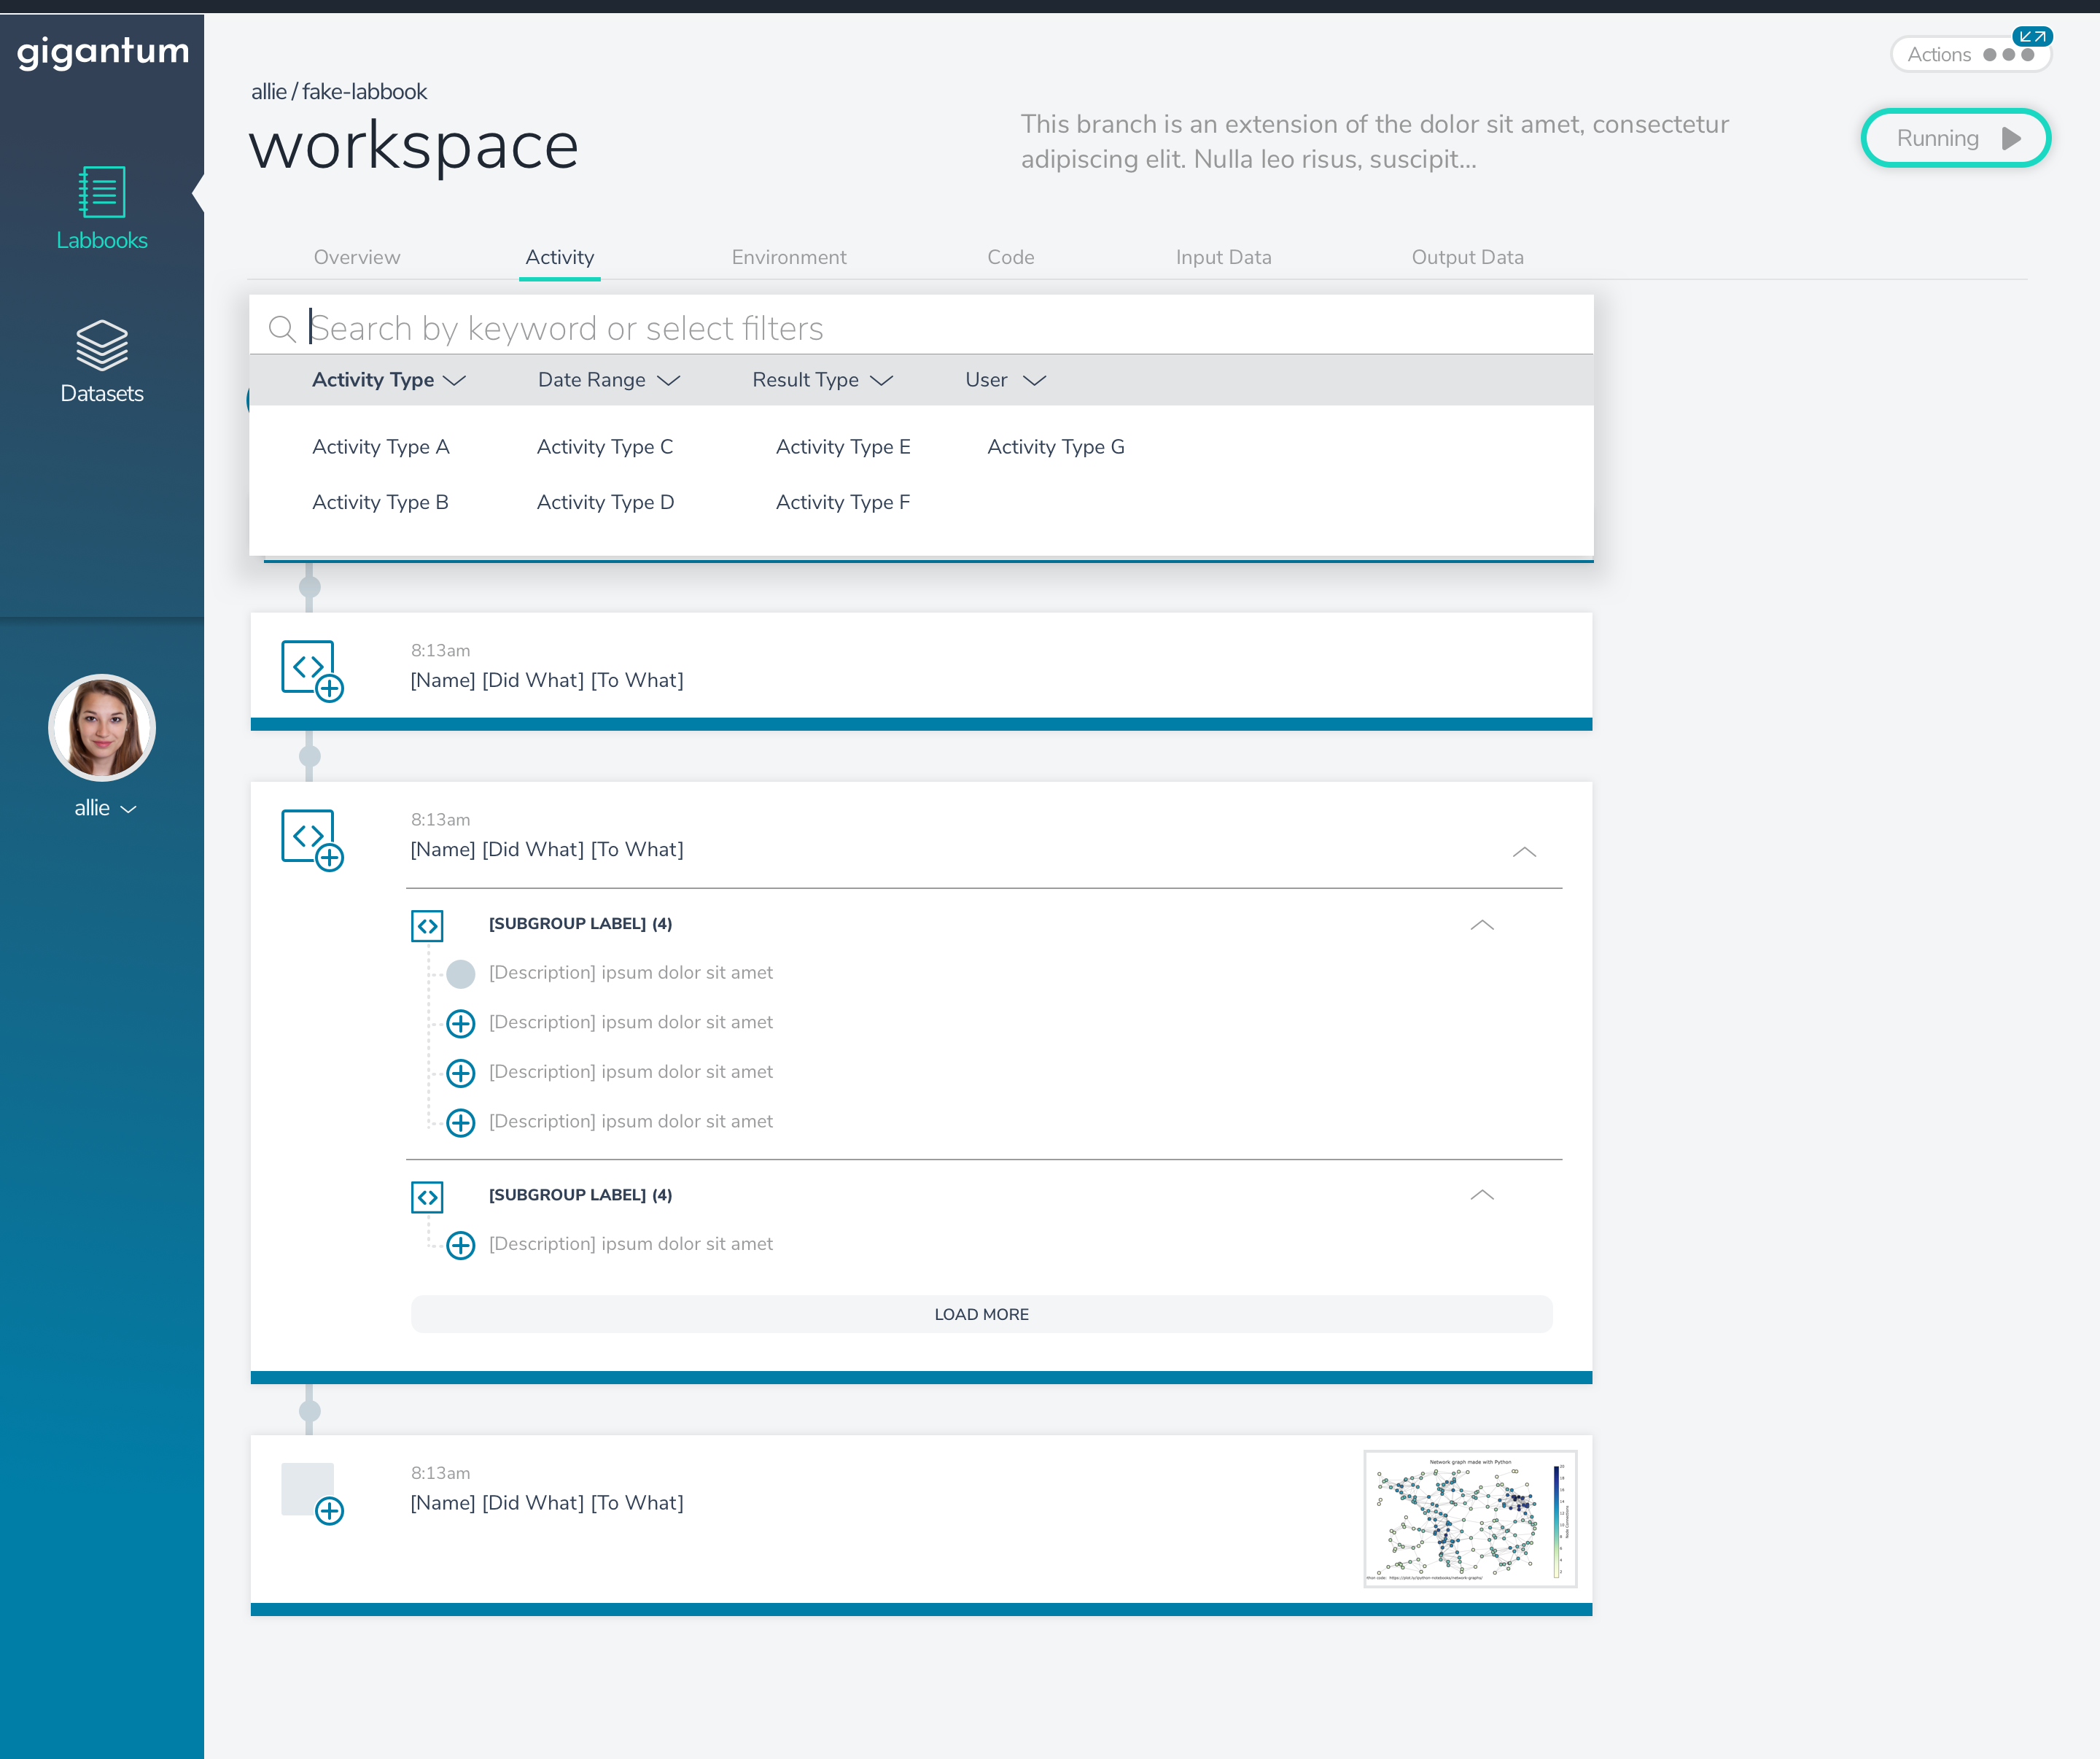 gigantum
Labbooks
Datasets
allie
Actions
allie / fake-labbook
workspace
This branch is an extension of the dolor sit amet, consectetur
adipiscing elit. Nulla leo risus, suscipit...
Running
Overview Activity Environment Code Input Data Output Data
Search by keyword or select filters
Activity Type Date Range Result Type User
Activity Type A Activity Type C Activity Type E Activity Type G
Activity Type B Activity Type D Activity Type F
8:13am
[Name] [Did What] [To What]
8:13am
[Name] [Did What] [To What]
[SUBGROUP LABEL] (4)
[Description] ipsum dolor sit amet
[Description] ipsum dolor sit amet
[Description] ipsum dolor sit amet
[Description] ipsum dolor sit amet
[SUBGROUP LABEL] (4)
[Description] ipsum dolor sit amet
LOAD MORE
8:13am
[Name] [Did What] [To What]
Network graph made with Python
Node Connections